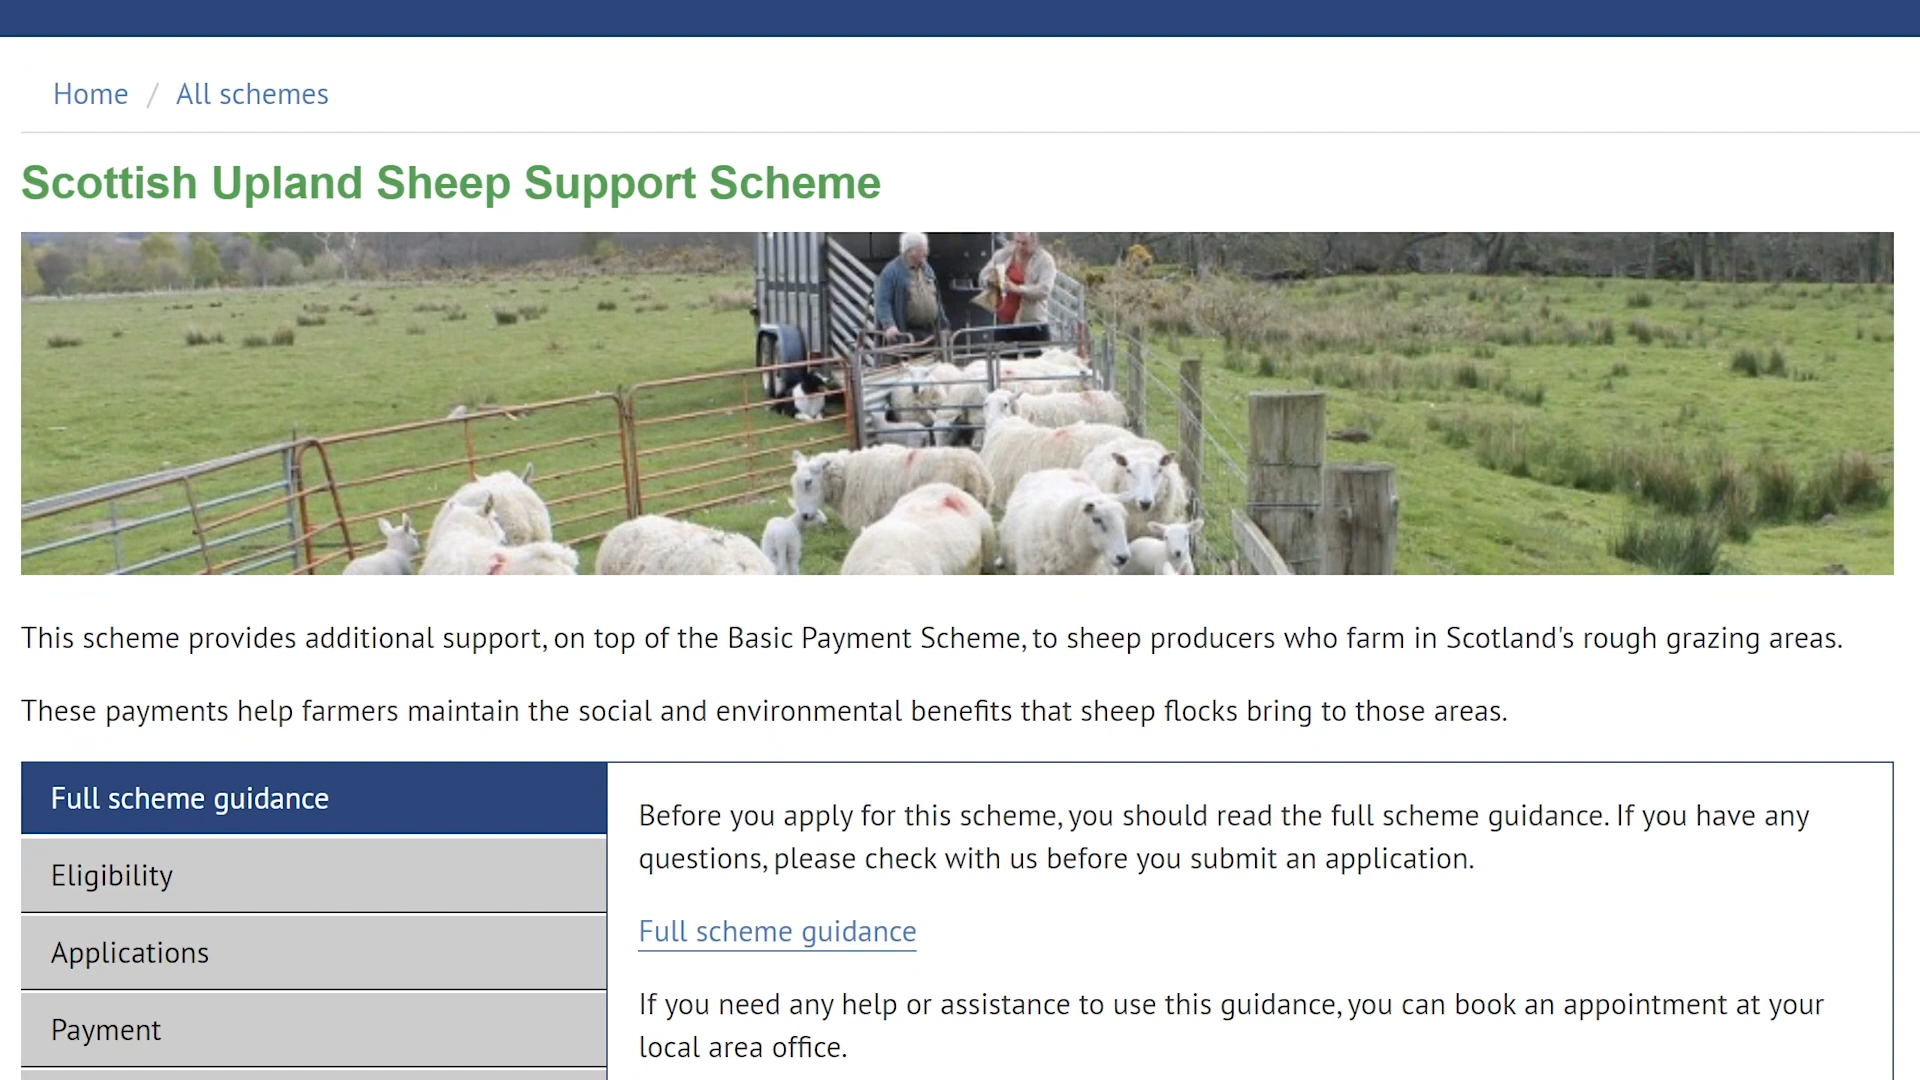 Home / All schemes
Scottish Upland Sheep Support Scheme
This scheme provides additional support, on top of the Basic Payment Scheme, to sheep producers who farm in Scotland's rough grazing areas.
These payments help farmers maintain the social and environmental benefits that sheep flocks bring to those areas.
Full scheme guidance
Eligibility
Applications
Payment
Before you apply for this scheme, you should read the full scheme guidance. If you have any
questions, please check with us before you submit an application.
Full scheme guidance
If you need any help or assistance to use this guidance, you can book an appointment at your
local area office.